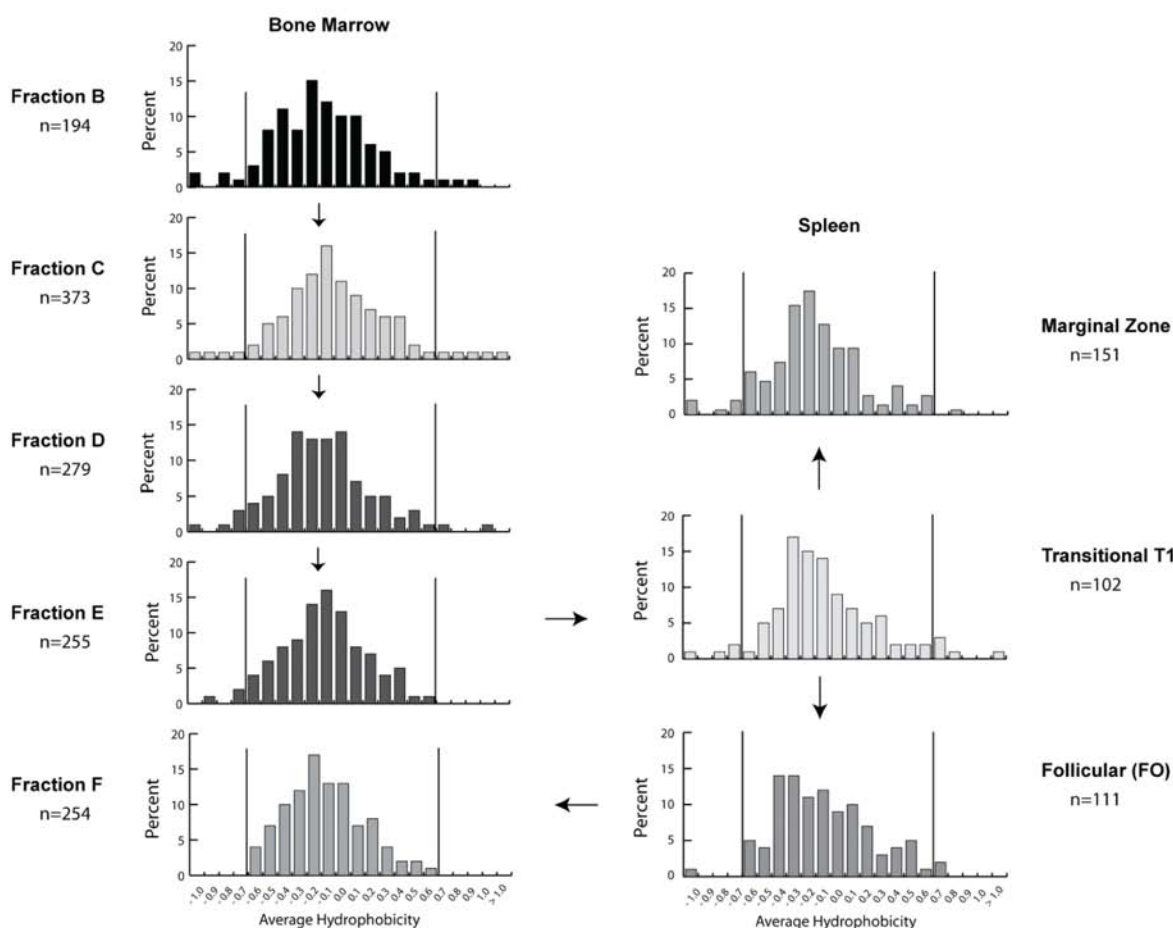 Bone Marrow
Fraction B
n=194
Percent
20
15
10
5
0
Fraction C
n=373
Percent
20
15
10
5
0
Fraction D
n=279
Percent
20
15
10
5
0
Fraction E
n=255
Percent
20
15
10
5
0
Fraction F
n=254
Percent
20
15
10
5
0
- 1.0 - 0.9 - 0.8 - 0.7 - 0.6 - 0.5 - 0.4 - 0.3 - 0.2 - 0.1 0.0 0.1 0.2 0.3 0.4 0.5 0.6 0.7 0.8 0.9 1.0 > 1.0
Average Hydrophobicity
Spleen
Marginal Zone
n=151
Percent
20
15
10
5
0
Transitional T1
n=102
Percent
20
15
10
5
0
Follicular (FO)
n=111
Percent
20
15
10
5
0
- 1.0 - 0.9 - 0.8 - 0.7 - 0.6 - 0.5 - 0.4 - 0.3 - 0.2 - 0.1 0.0 0.1 0.2 0.3 0.4 0.5 0.6 0.7 0.8 0.9 1.0 > 1.0
Average Hydrophobicity